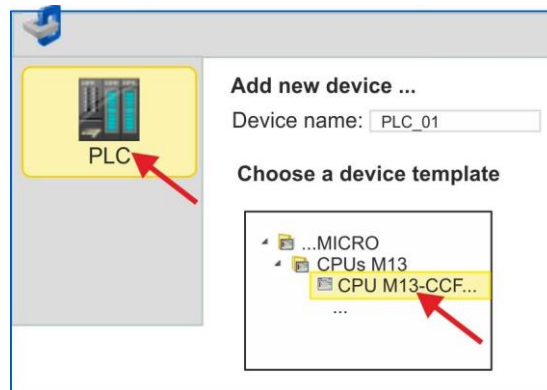 PLC
Add new device ...
Device name: PLC_01
Choose a device template
...MICRO
CPUs M13
CPU M13-CCF...
...